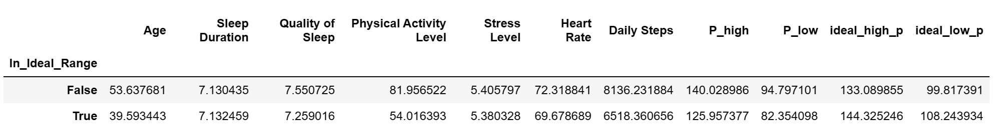 Age Sleep Duration Quality of Sleep Physical Activity Level Stress Level Heart Rate Daily Steps P_high P_low ideal_high_p ideal_low_p
In_Ideal_Range
False 53.637681 7.130435 7.550725 81.956522 5.405797 72.318841 8136.231884 140.028986 94.797101 133.089855 99.817391
True 39.593443 7.132459 7.259016 54.016393 5.380328 69.678689 6518.360656 125.957377 82.354098 144.325246 108.243934